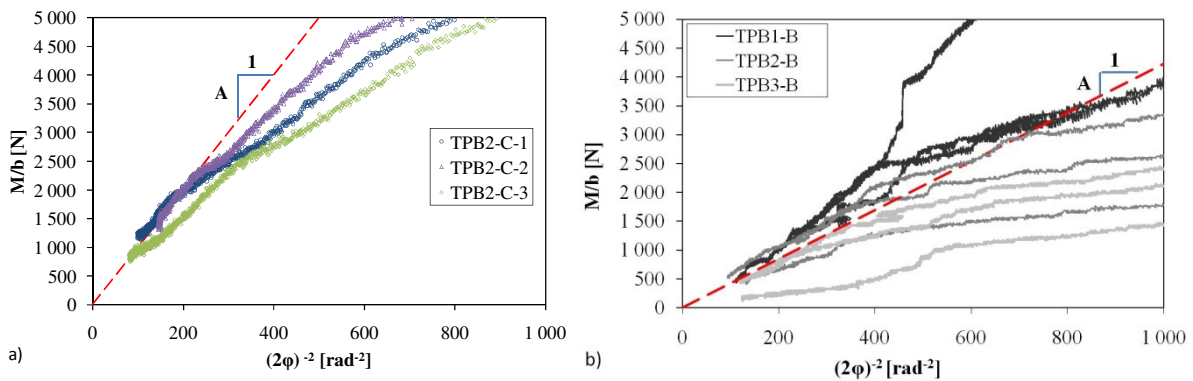 5 000
4 500
4 000
3 500
3 000
2 500
2 000
1 500
1 000
500
0
M/b [N]
1
A
TPB2-C-1
TPB2-C-2
TPB2-C-3
0 200 400 600 800 1 000
(2φ) -2 [rad-2]
a)
5 000
4 500
4 000
3 500
3 000
2 500
2 000
1 500
1 000
500
0
M/b [N]
TPB1-B
TPB2-B
TPB3-B
1
A
0 200 400 600 800 1 000
(2φ)-2 [rad-2]
b)